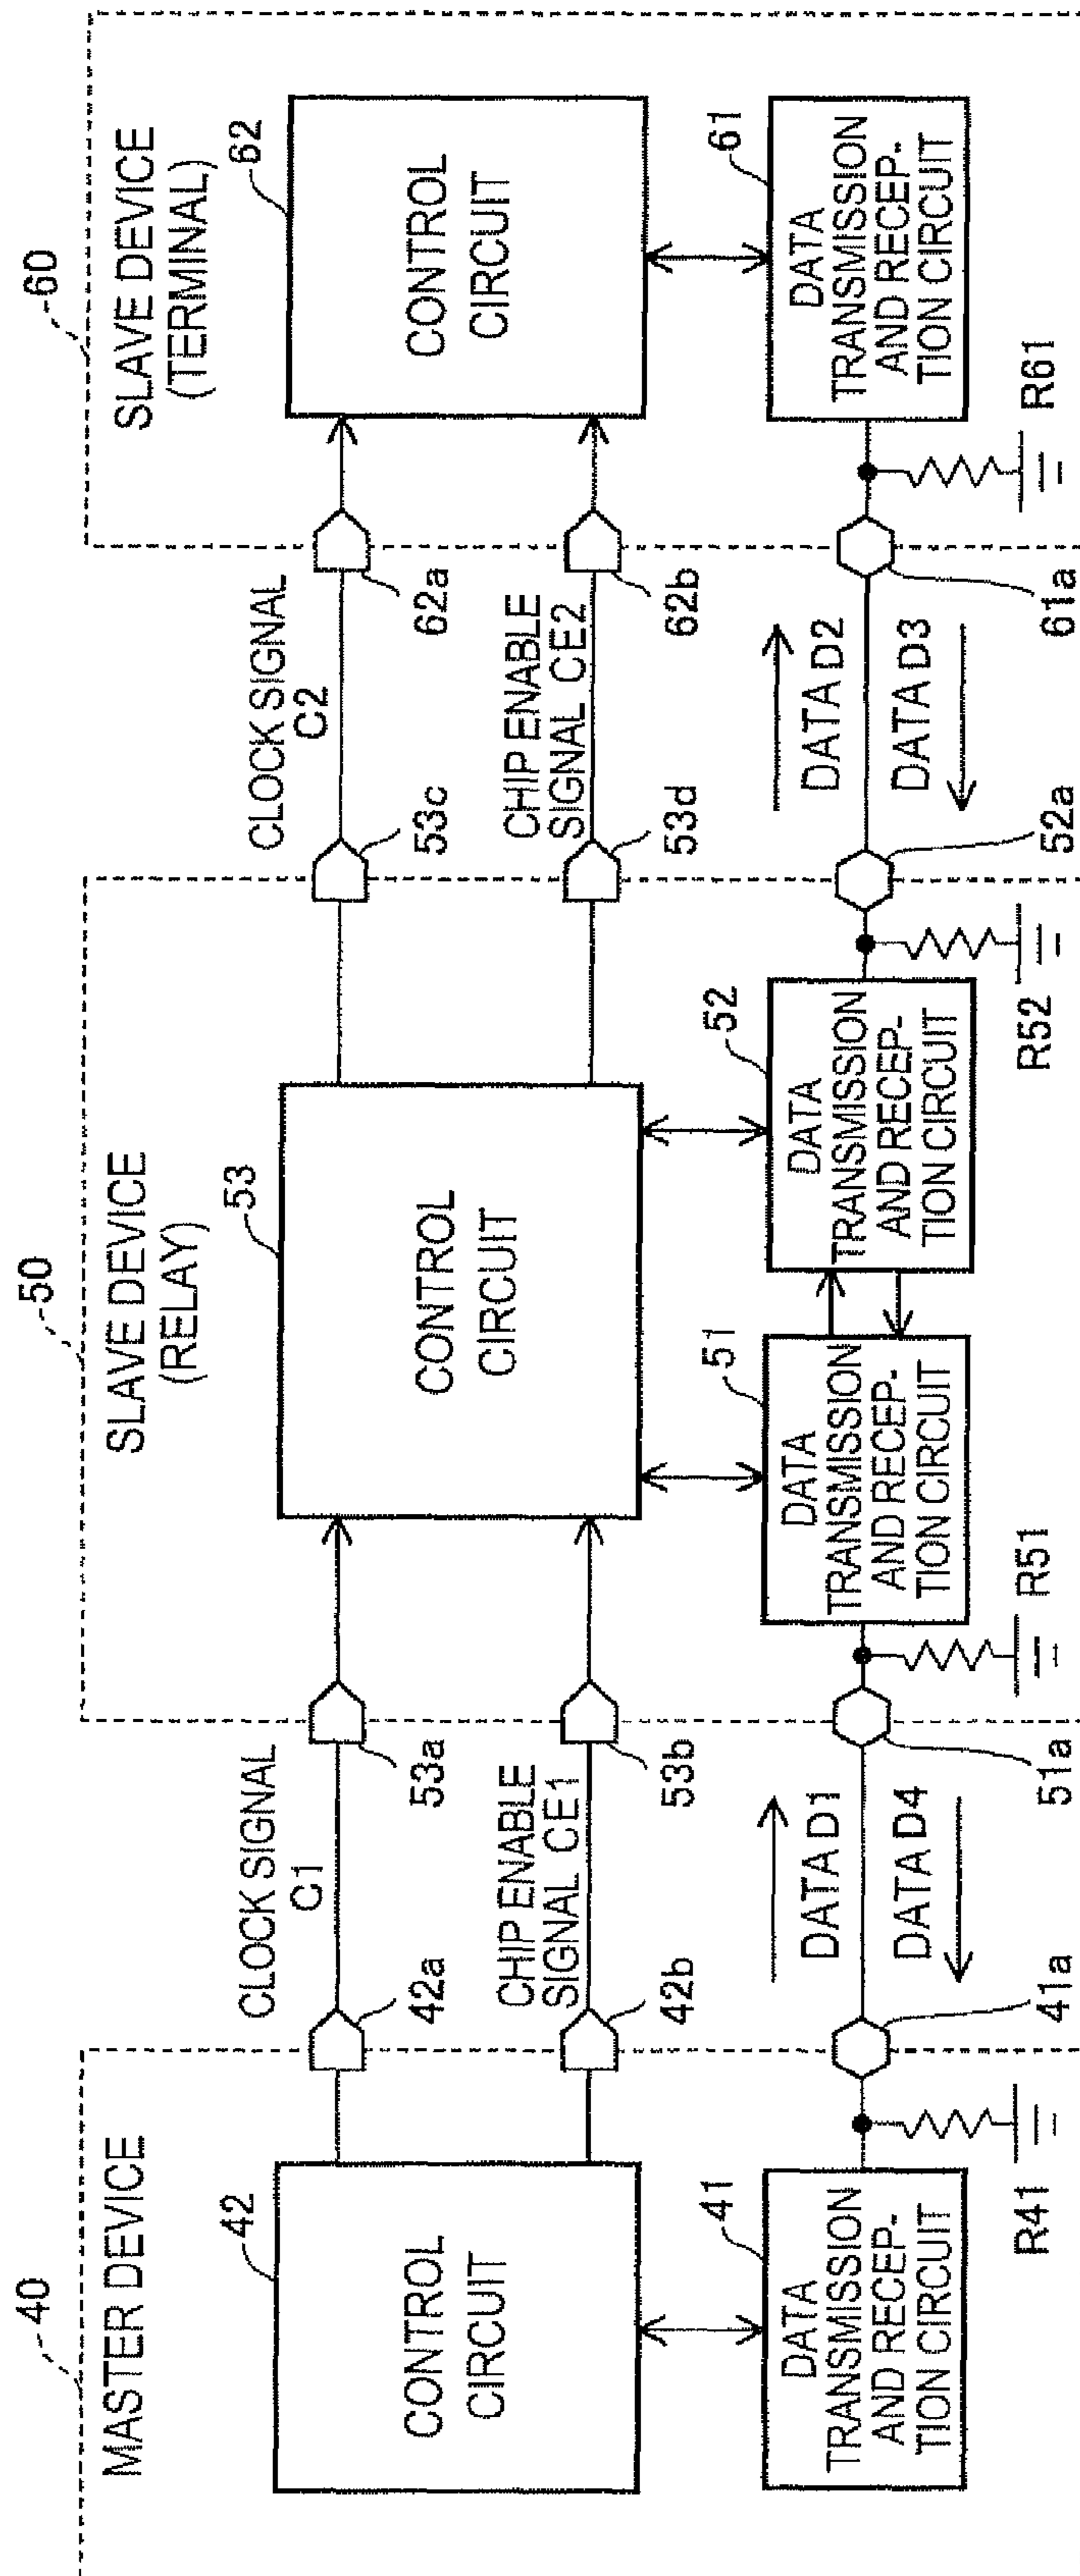 40
MASTER DEVICE
42
CONTROL
CIRCUIT
41
DATA
TRANSMISSION
AND RECEP-
TION CIRCUIT
R41
42a
42b
41a
CLOCK SIGNAL
C1
CHIP ENABLE
SIGNAL CE1
DATA D1
DATA D4
53a
53b
51a
50
SLAVE DEVICE
(RELAY)
53
CONTROL
CIRCUIT
51
DATA
TRANSMISSION
AND RECEP-
TION CIRCUIT
R51
52
DATA
TRANSMISSION
AND RECEP-
TION CIRCUIT
R52
53c
53d
52a
CLOCK SIGNAL
C2
CHIP ENABLE
SIGNAL CE2
DATA D2
DATA D3
62a
62b
61a
60
SLAVE DEVICE
(TERMINAL)
62
CONTROL
CIRCUIT
61
DATA
TRANSMISSION
AND RECEP-
TION CIRCUIT
R61